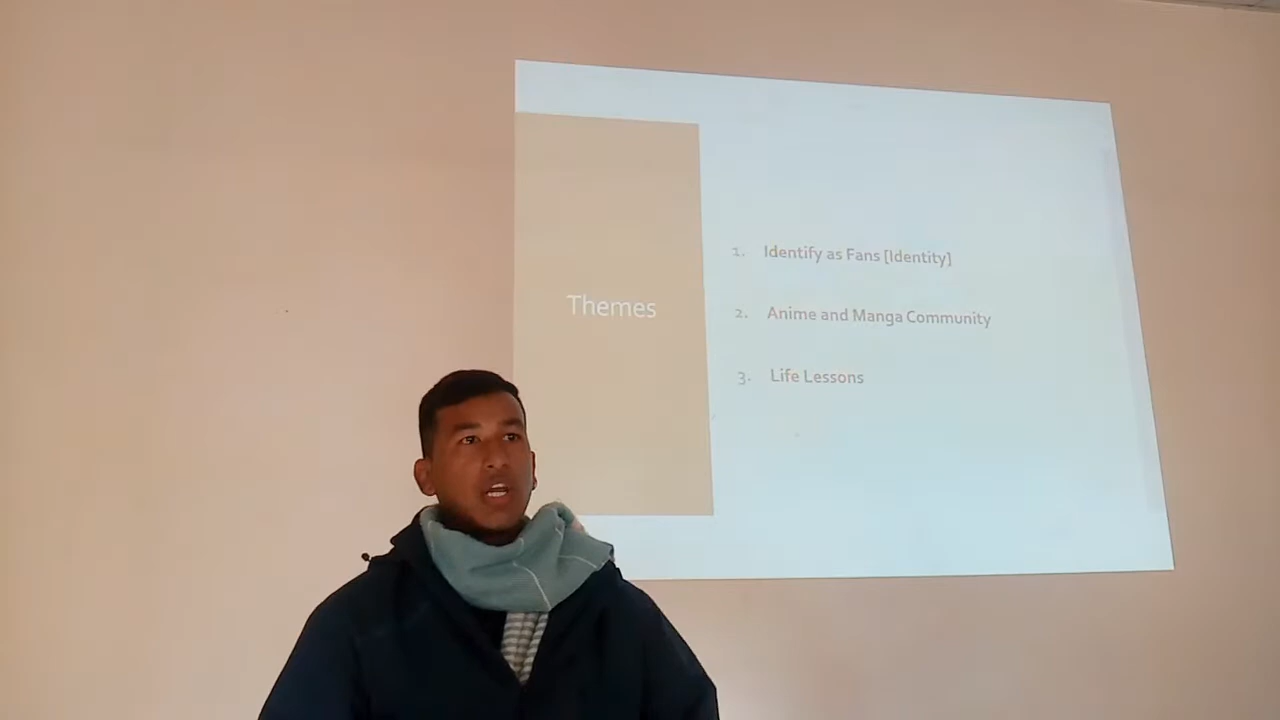 Themes
1. Identify as Fans [Identity]
2. Anime and Manga Community
3. Life Lessons